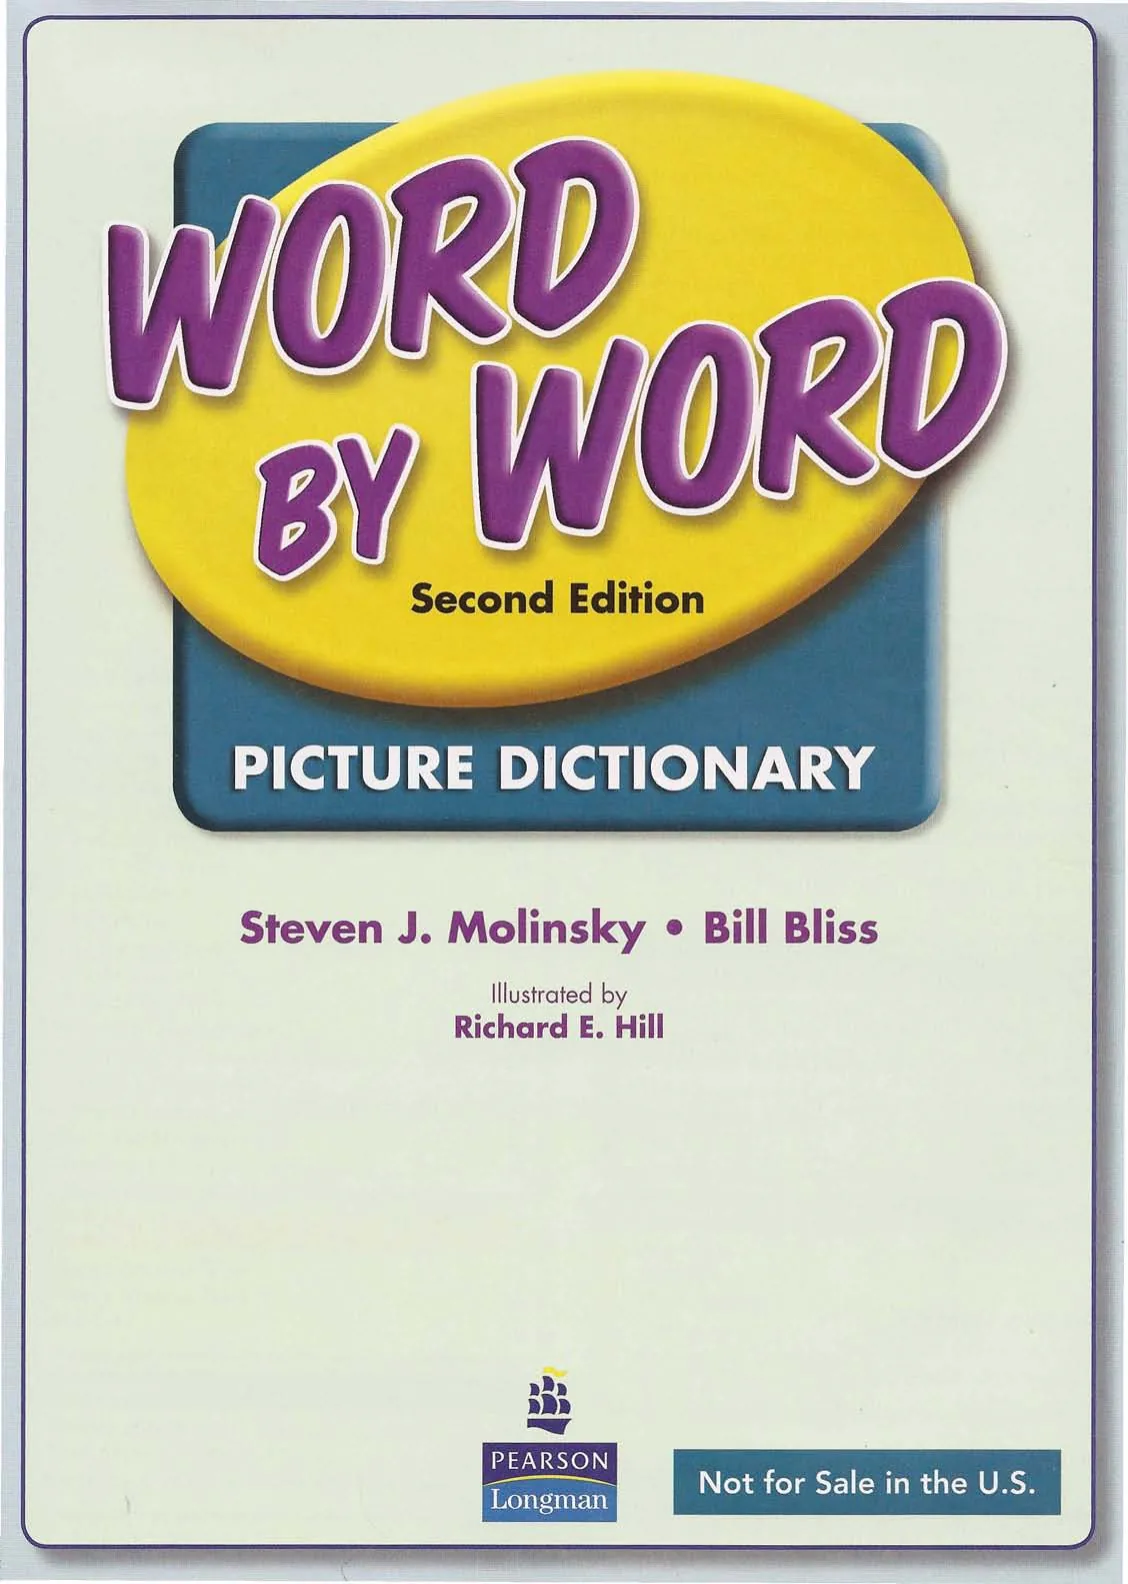 WORD
BY WORD
Second Edition
PICTURE DICTIONARY
Steven J. Molinsky • Bill Bliss
Illustrated by
Richard E. Hill
PEARSON
Longman
Not for Sale in the U.S.